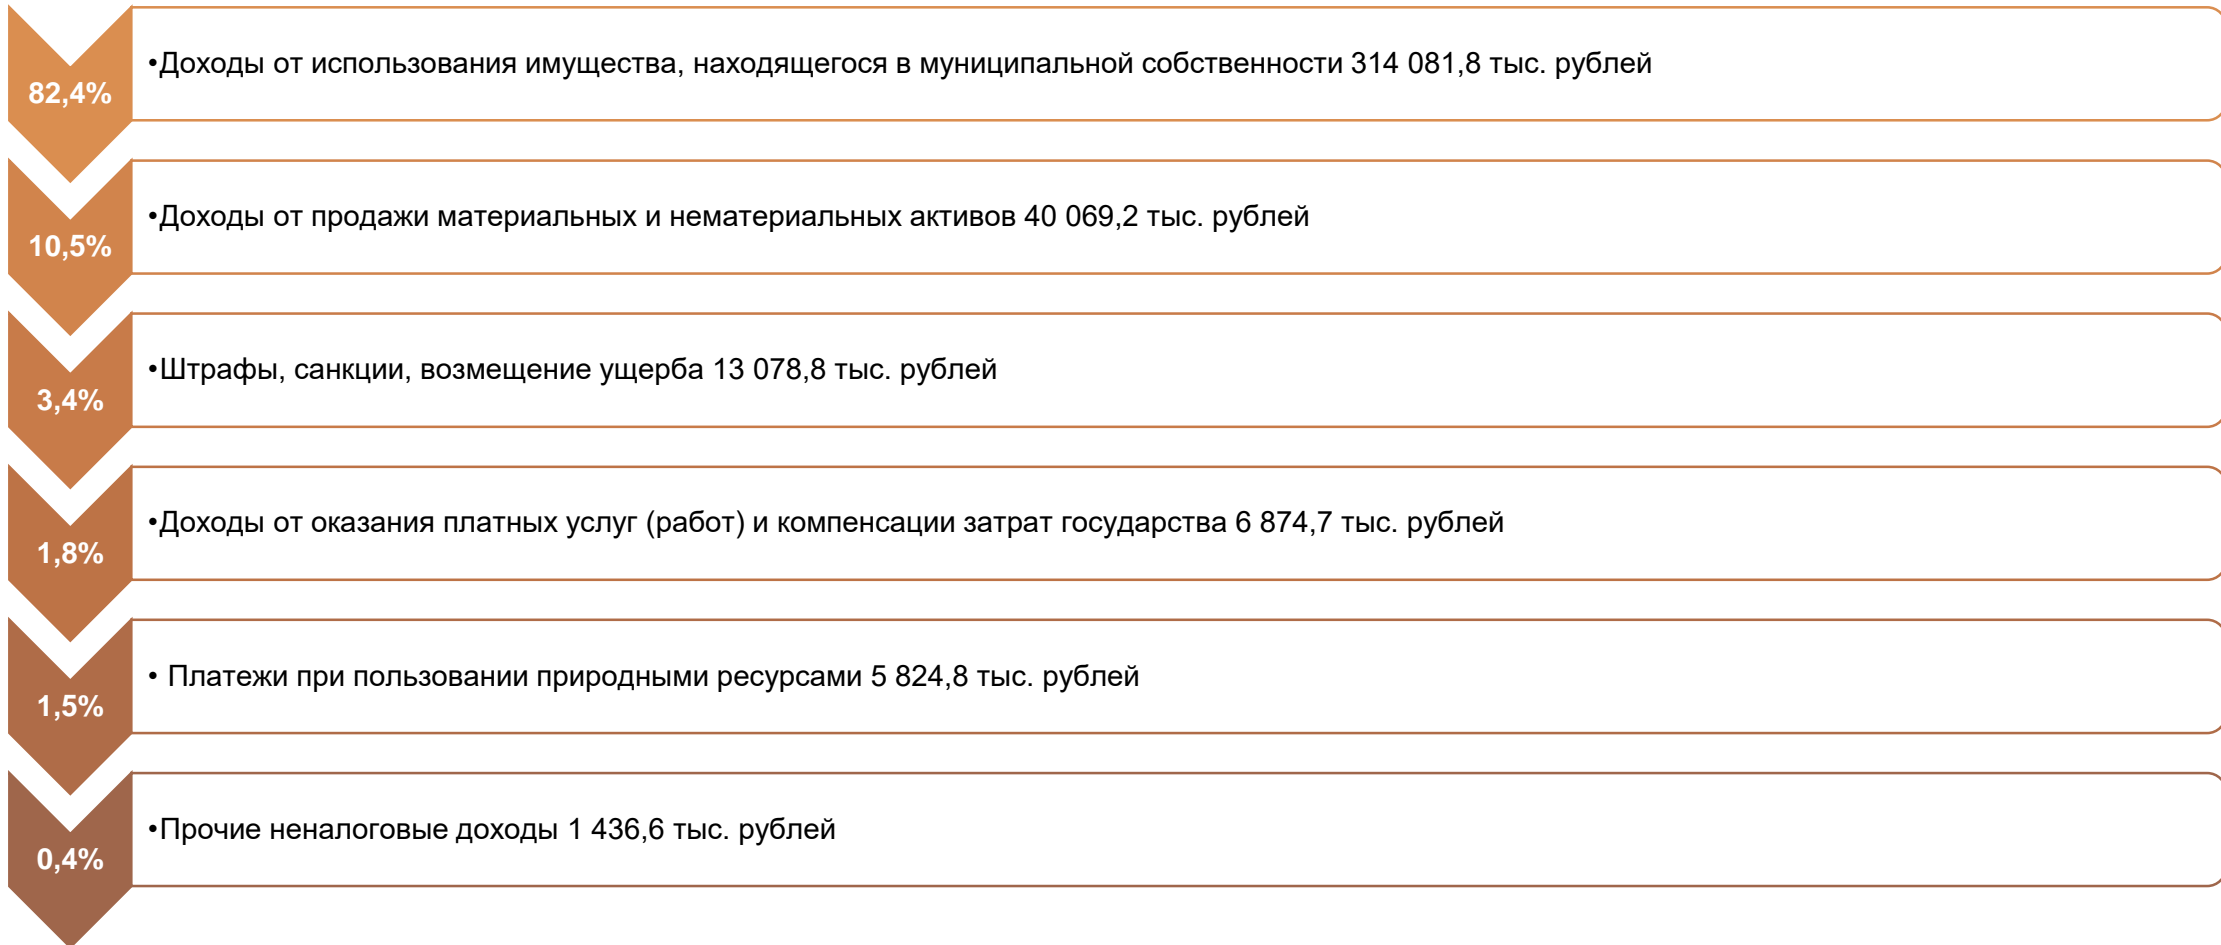 82,4%
•Доходы от использования имущества, находящегося в муниципальной собственности 314 081,8 тыс. рублей
10,5%
•Доходы от продажи материальных и нематериальных активов 40 069,2 тыс. рублей
3,4%
•Штрафы, санкции, возмещение ущерба 13 078,8 тыс. рублей
1,8%
•Доходы от оказания платных услуг (работ) и компенсации затрат государства 6 874,7 тыс. рублей
1,5%
• Платежи при пользовании природными ресурсами 5 824,8 тыс. рублей
0,4%
•Прочие неналоговые доходы 1 436,6 тыс. рублей